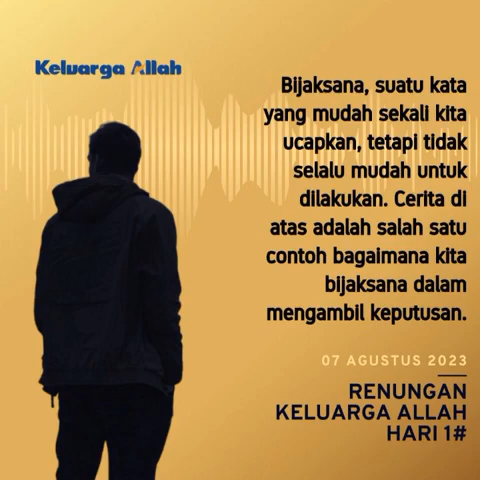 Keluarga Allah
Bijaksana, suatu kata
yang mudah sekali kita
ucapkan, tetapi tidak
selalu mudah untuk
dilakukan. Cerita di
atas adalah salah satu
contoh bagaimana kita
bijaksana dalam
mengambil keputusan.
07 AGUSTUS 2023
RENUNGAN
KELUARGA ALLAH
HARI 1#